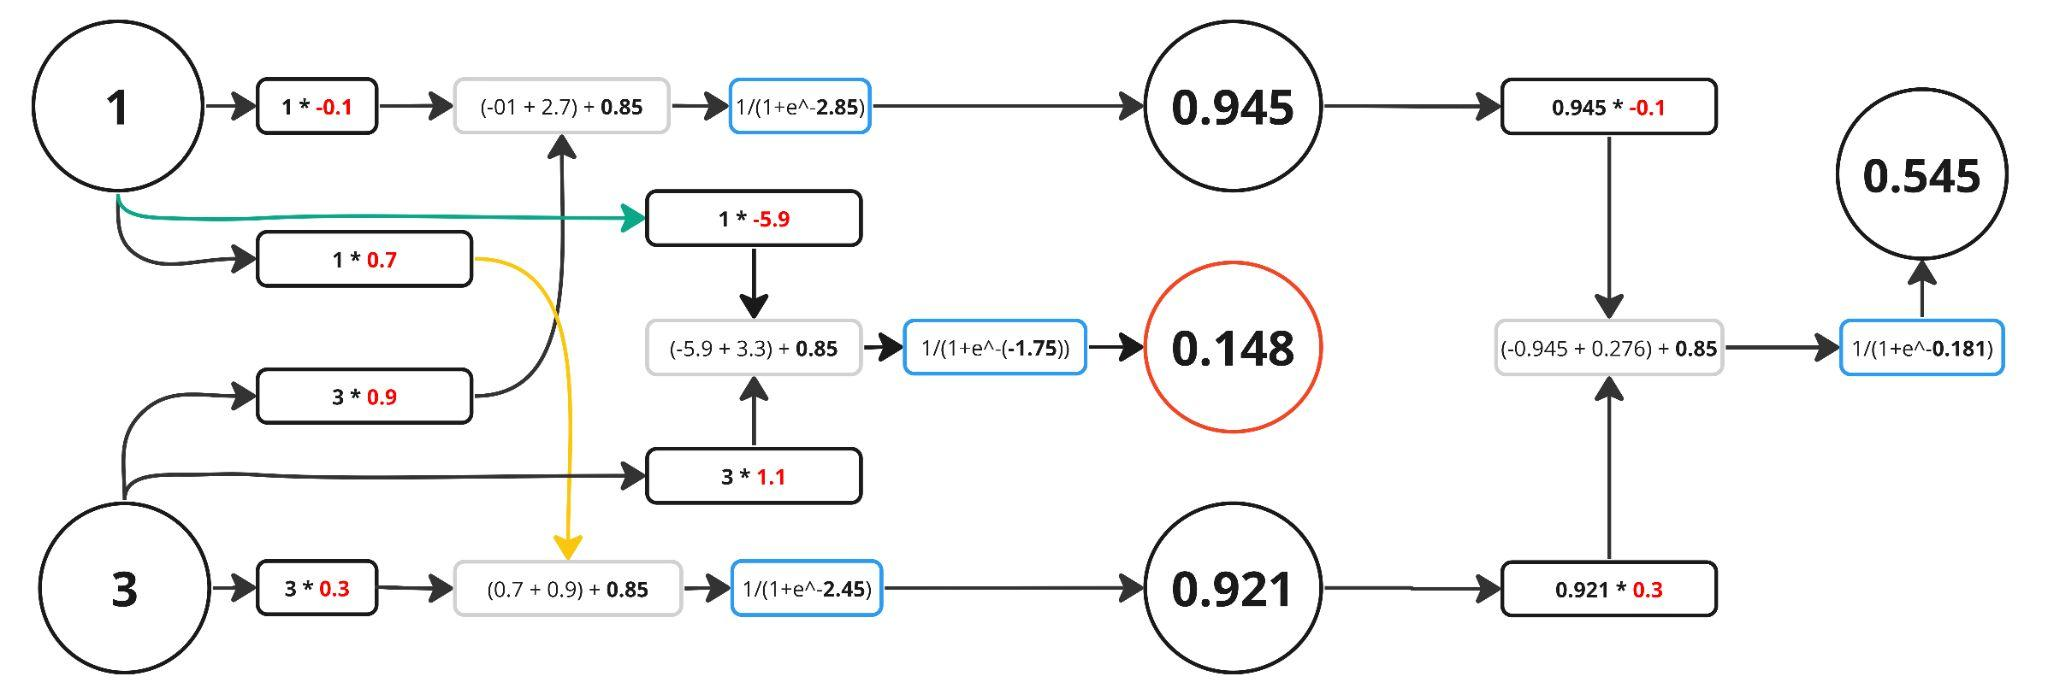 1
1 * -0.1
(-01 + 2.7) + 0.85
1/(1+e^-2.85)
0.945
0.945 * -0.1
0.545
1 * -5.9
1 * 0.7
(-5.9 + 3.3) + 0.85
1/(1+e^-(-1.75))
0.148
(-0.945 + 0.276) + 0.85
1/(1+e^-0.181)
3 * 0.9
3 * 1.1
3
3 * 0.3
(0.7 + 0.9) + 0.85
1/(1+e^-2.45)
0.921
0.921 * 0.3